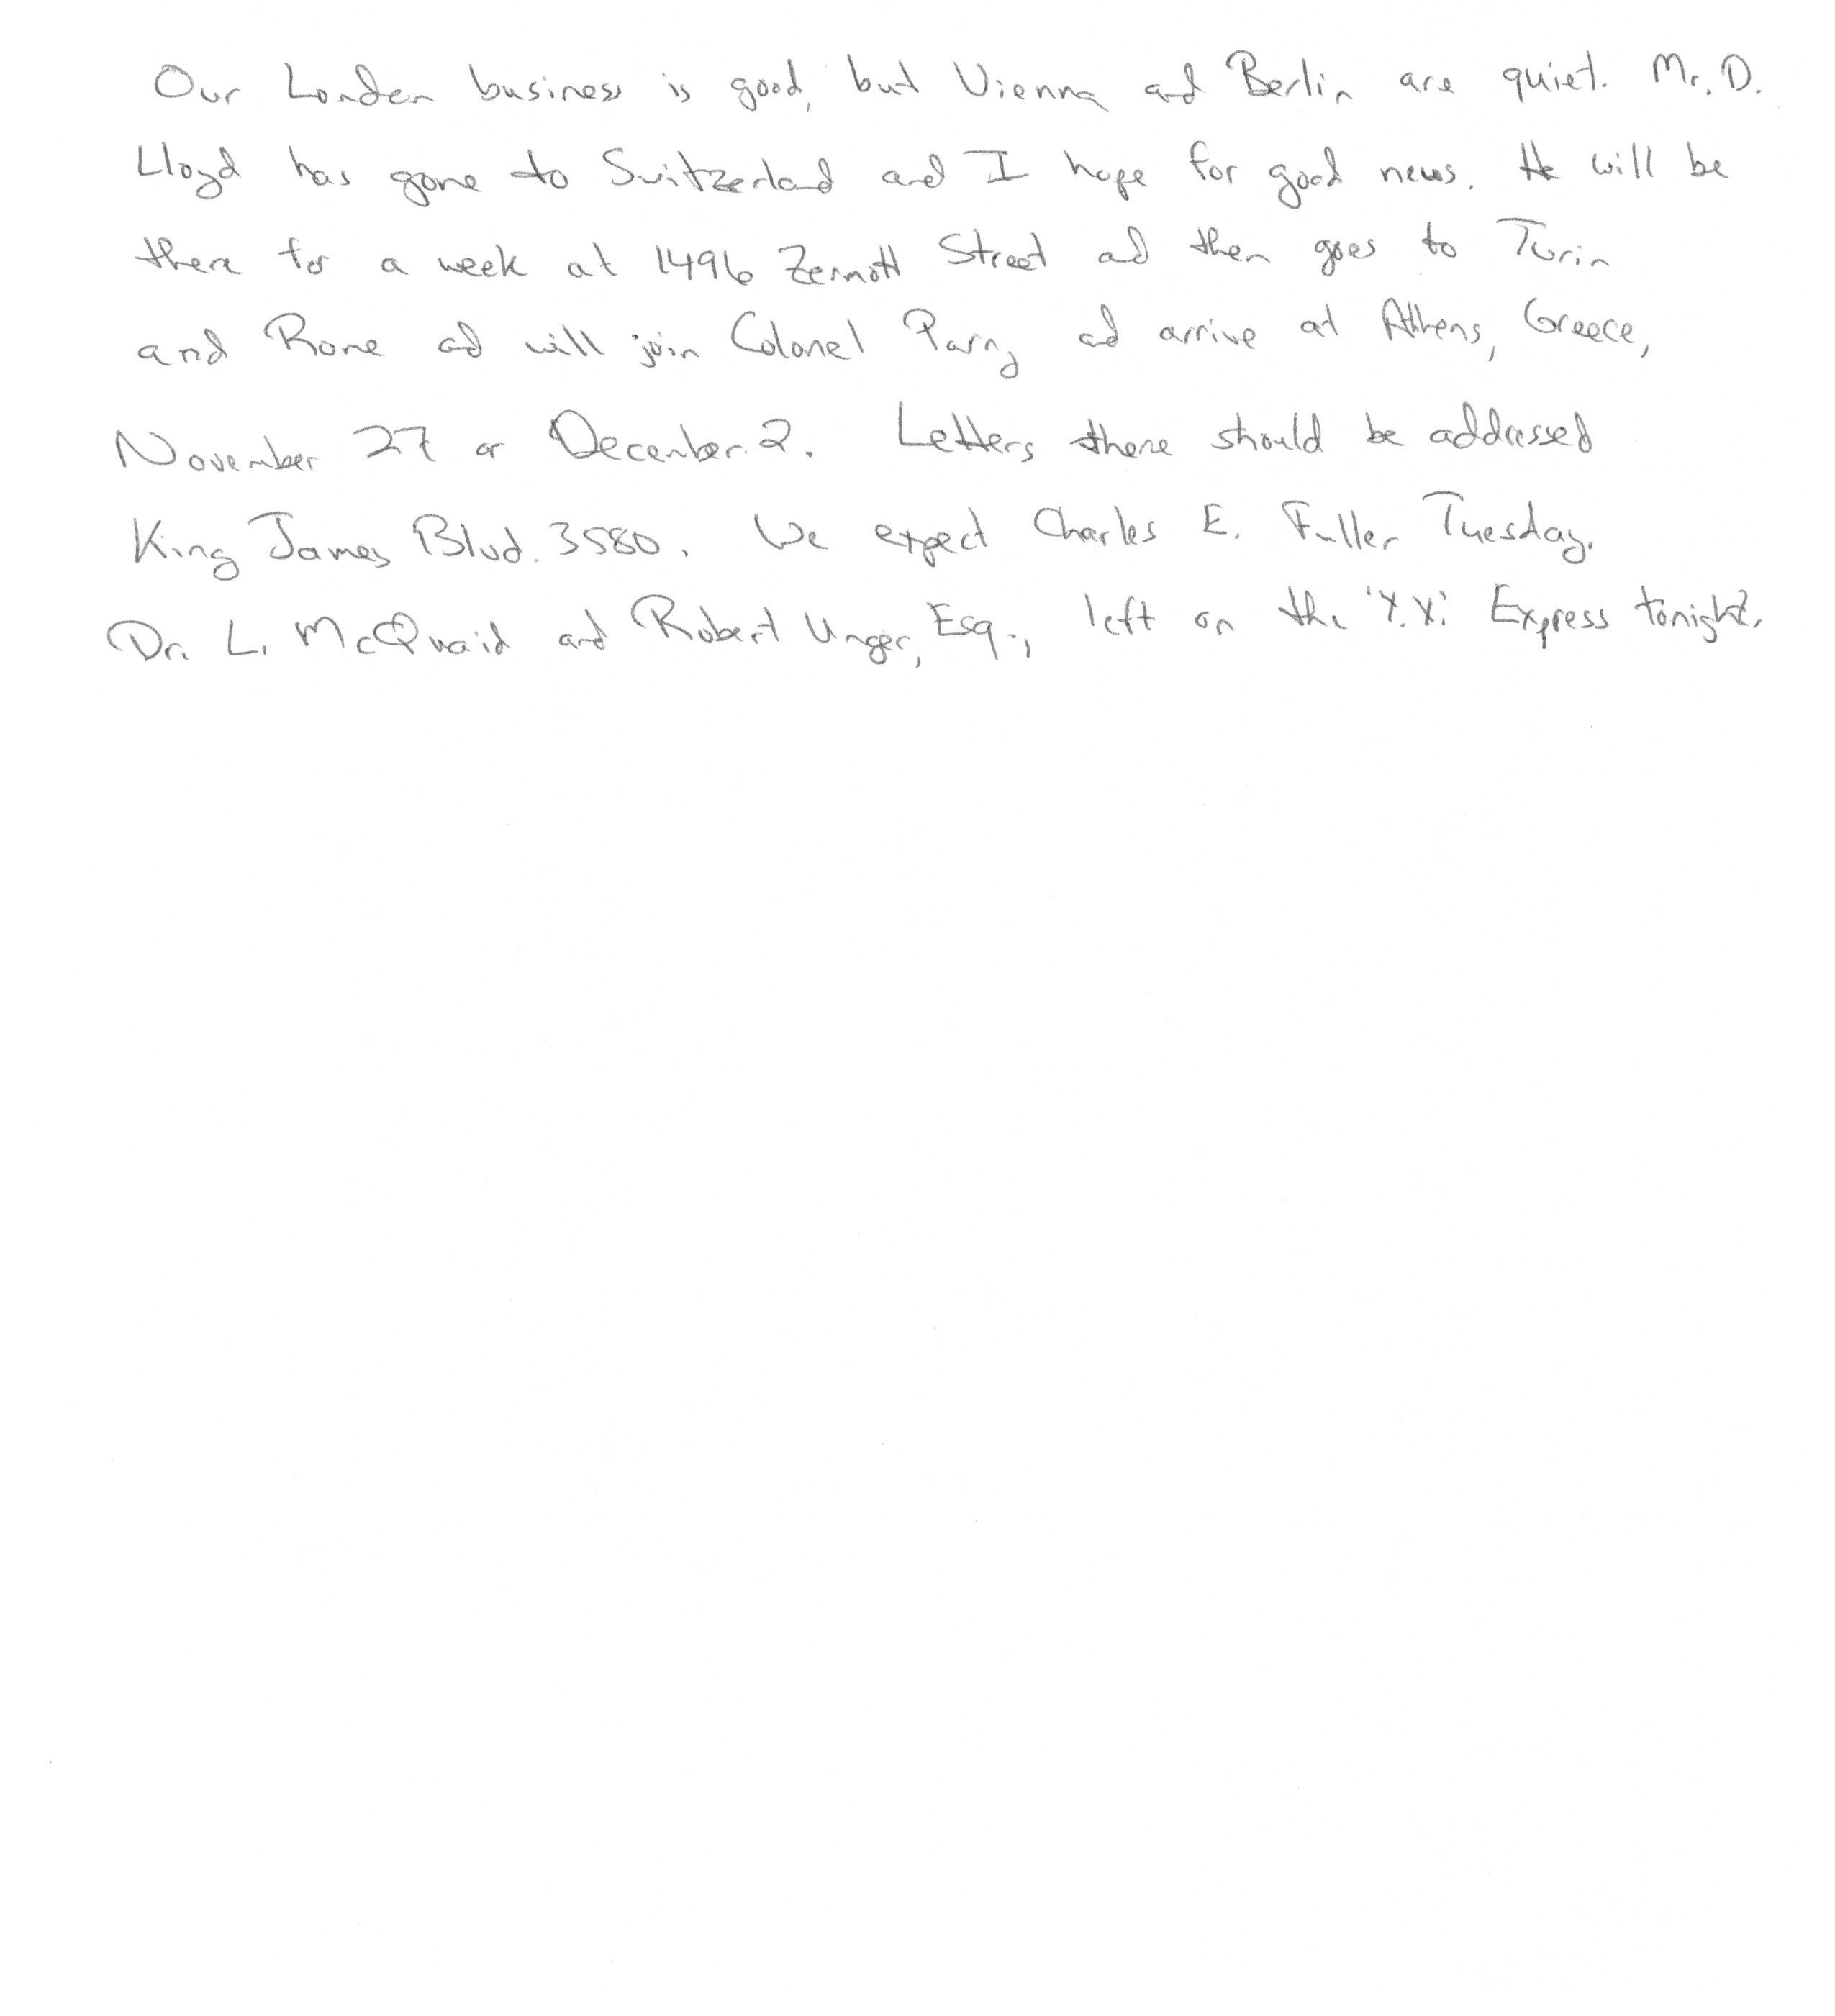 Our London business is good, but Vienna and Berlin are quiet. Mr. D.
Lloyd has gone to Switzerland and I hope for good news. He will be
there for a week at 1496 Zermott Street and then goes to Turin
and Rome and will join Colonel Parry and arrive at Athens, Greece,
November 27 or December 2. Letters there should be addressed
King James Blvd. 3580. We expect Charles E. Fuller Tuesday.
Dr. L. McQuaid and Robert Unger, Esq., left on the 'Y.X.' Express tonight.